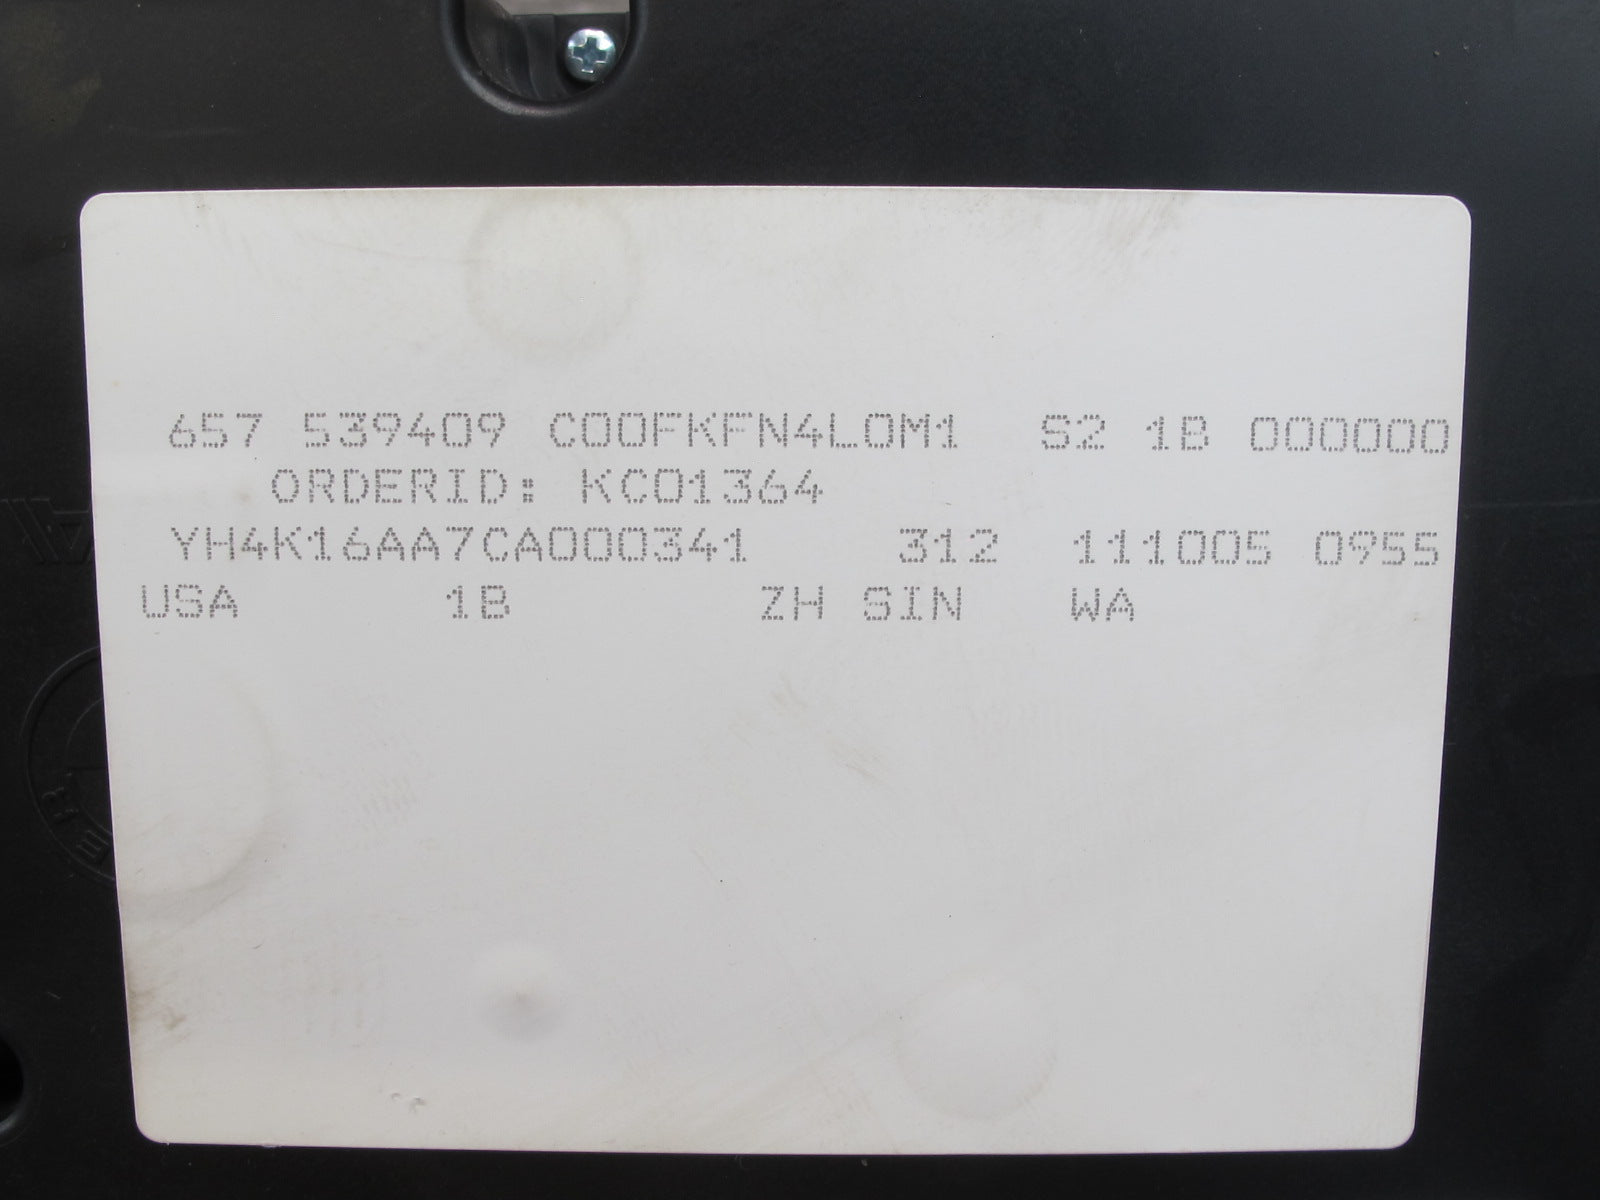 657 539409 C00FKFN4L0M1 S2 1B 000000
ORDERID: KC01364
YH4K16AA7CA000341 312 111005 0955
USA 1B ZH SIN WA